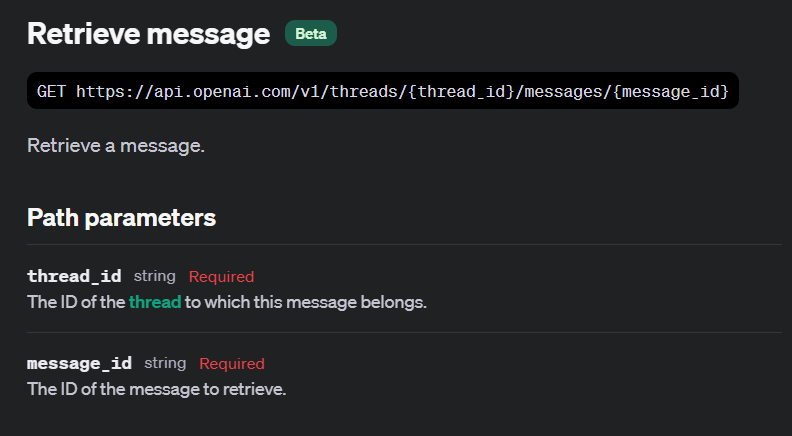 Retrieve message Beta
GET https://api.openai.com/v1/threads/{thread_id}/messages/{message_id}
Retrieve a message.
Path parameters
thread_id string Required
The ID of the thread to which this message belongs.
message_id string Required
The ID of the message to retrieve.